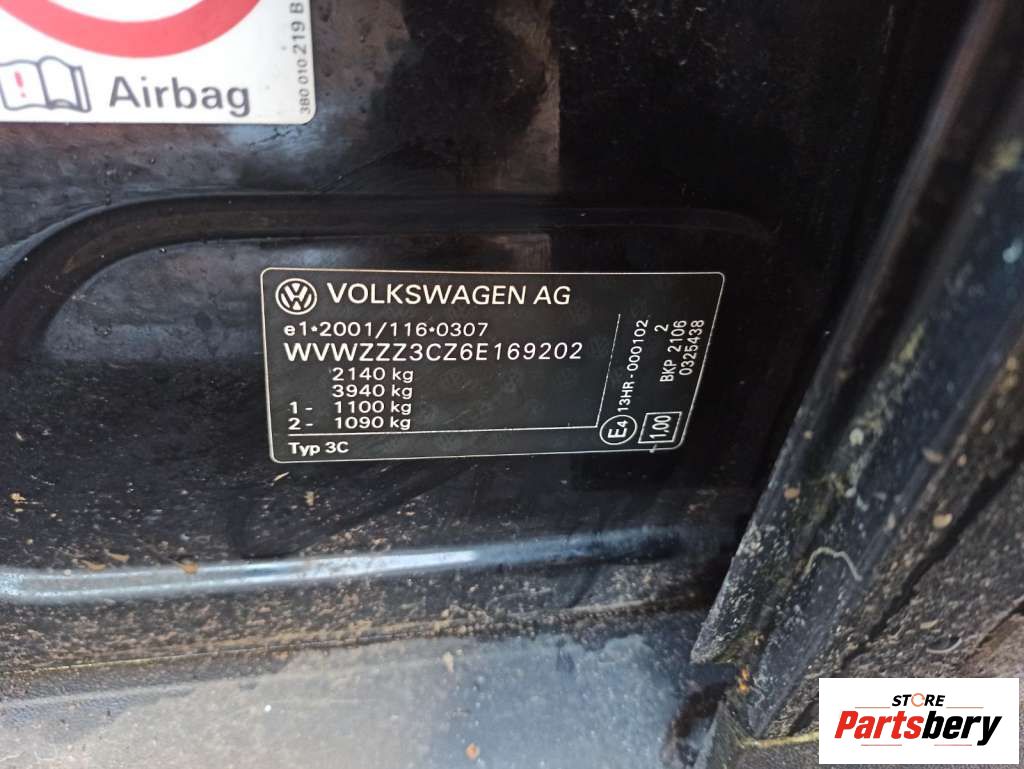 Airbag
3B0 010 219 B
VOLKSWAGEN AG
e1*2001/116*0307
WVWZZZ3CZ6E169202
2140 kg
3940 kg
1- 1100 kg
2- 1090 kg
Typ 3C
E4
13HR-000102
1.00
2
BKP 2106
0325438
STORE
Partsbery